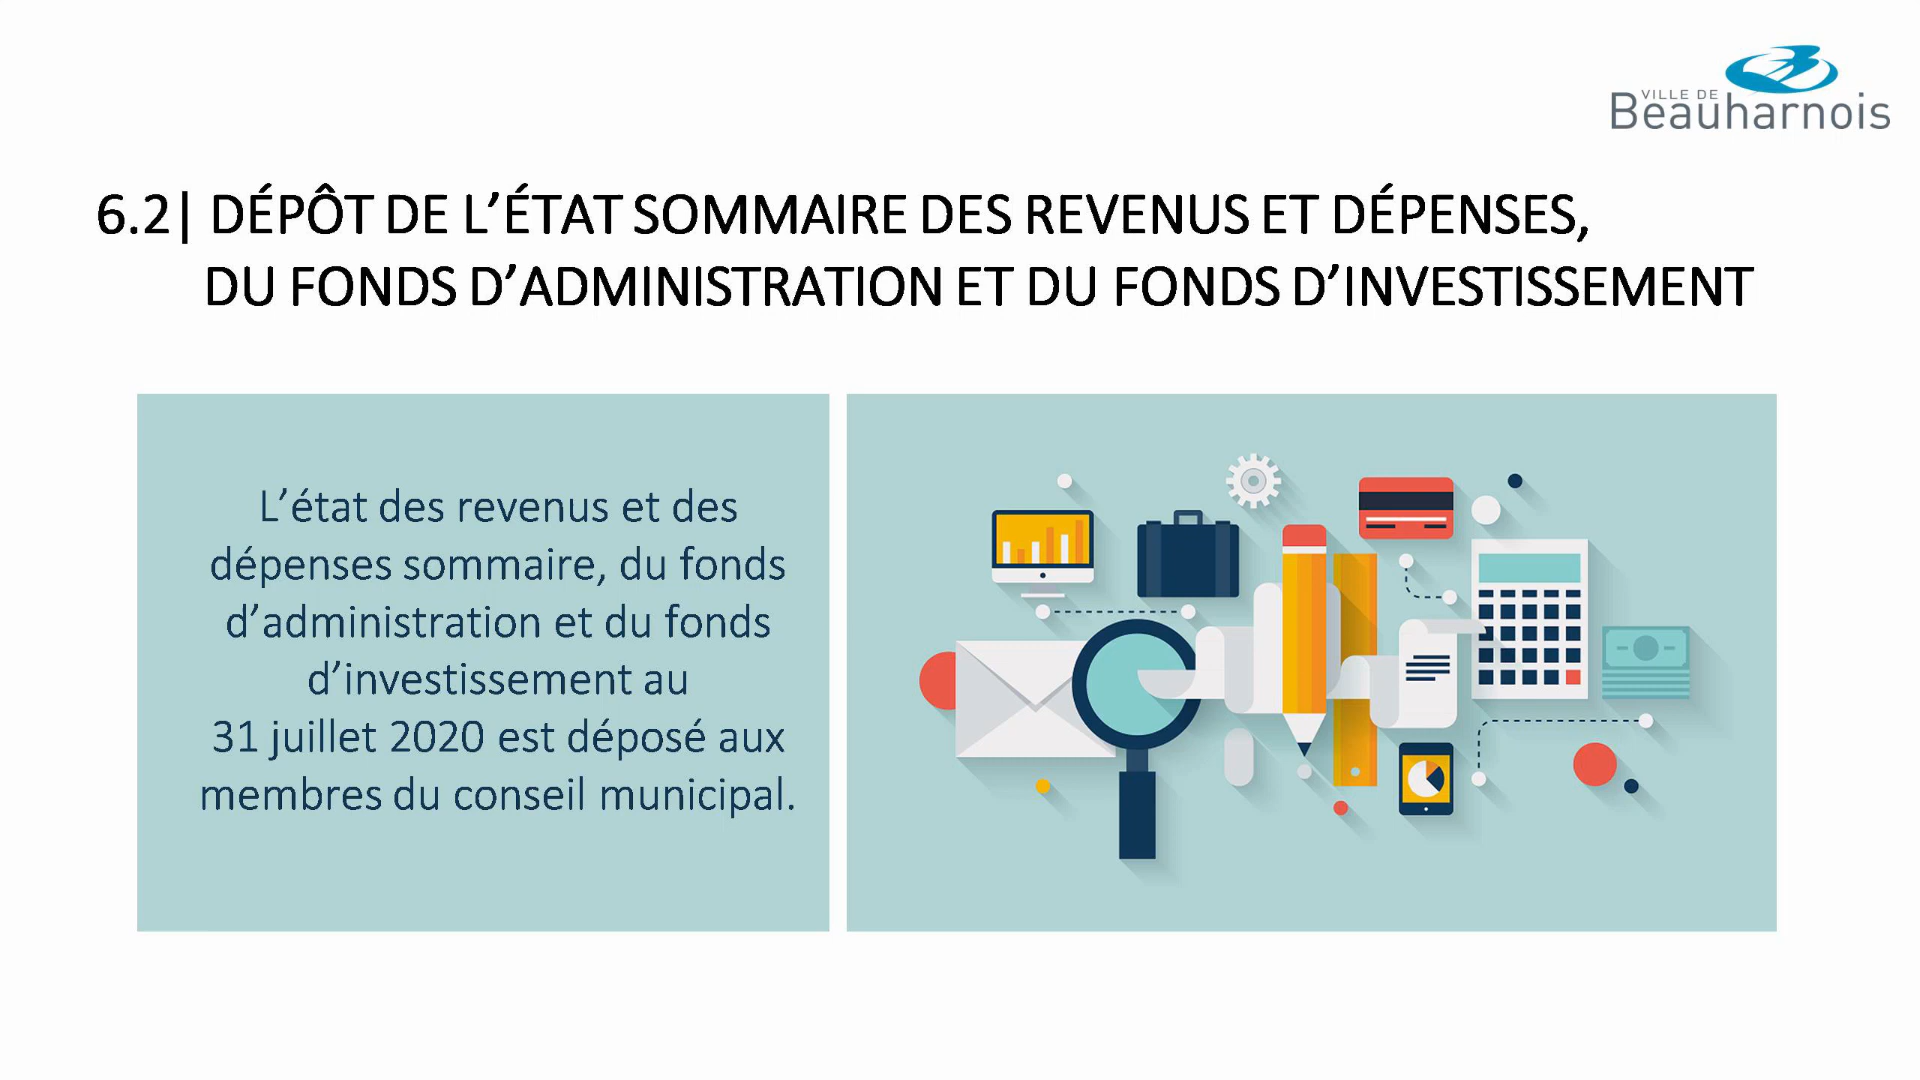 VILLE DE
Beauharnois
6.2| DÉPÔT DE L’ÉTAT SOMMAIRE DES REVENUS ET DÉPENSES,
DU FONDS D’ADMINISTRATION ET DU FONDS D’INVESTISSEMENT
L’état des revenus et des
dépenses sommaire, du fonds
d’administration et du fonds
d’investissement au
31 juillet 2020 est déposé aux
membres du conseil municipal.